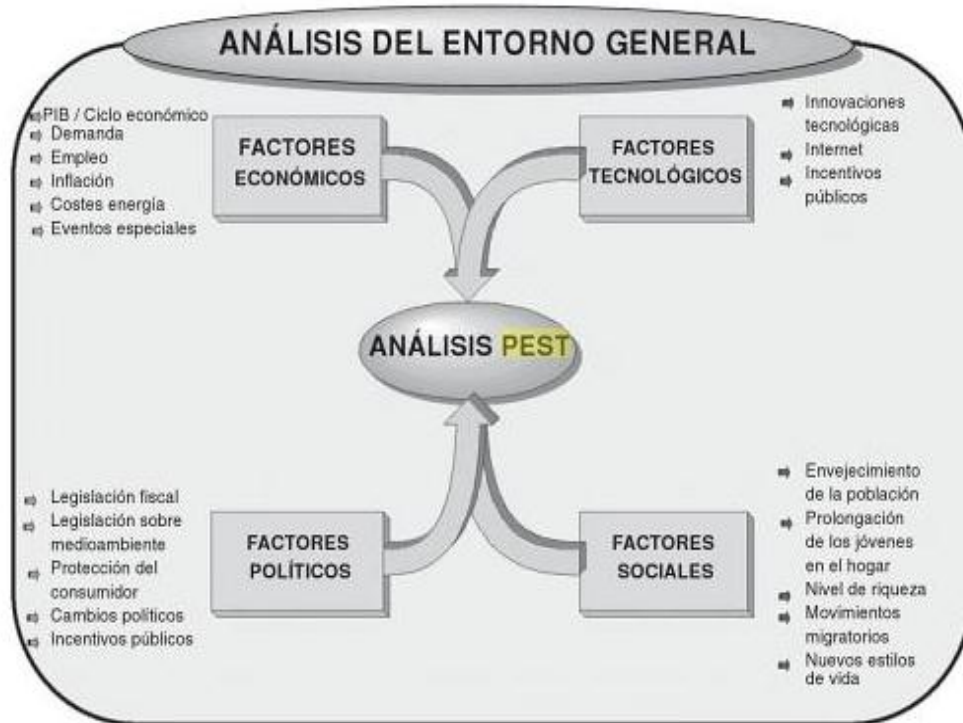 ANÁLISIS DEL ENTORNO GENERAL
PIB / Ciclo económico
Demanda
Empleo
Inflación
Costes energía
Eventos especiales
FACTORES
ECONÓMICOS
FACTORES
TECNOLÓGICOS
Innovaciones
tecnológicas
Internet
Incentivos
públicos
ANÁLISIS PEST
Legislación fiscal
Legislación sobre
medioambiente
Protección del
consumidor
Cambios políticos
Incentivos públicos
FACTORES
POLÍTICOS
FACTORES
SOCIALES
Envejecimiento
de la población
Prolongación
de los jóvenes
en el hogar
Nivel de riqueza
Movimientos
migratorios
Nuevos estilos
de vida